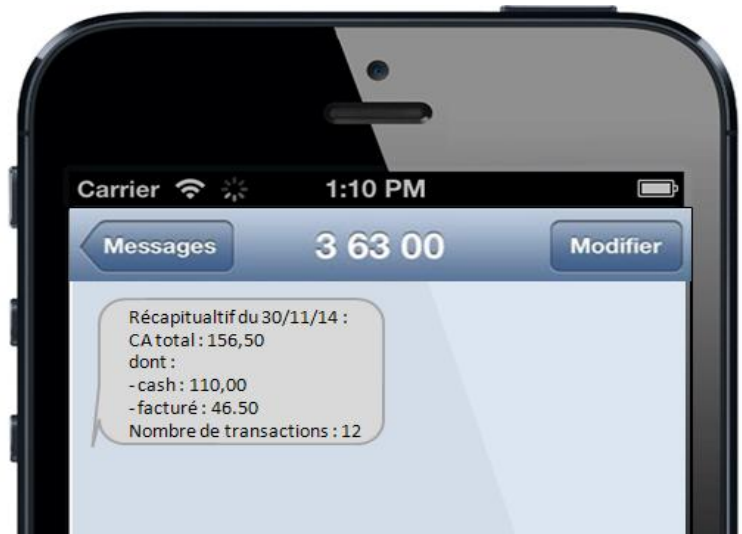 Carrier 1:10 PM
Messages 3 63 00 Modifier
Récapitualtif du 30/11/14 :
CA total : 156,50
dont :
- cash : 110,00
- facturé : 46.50
Nombre de transactions : 12